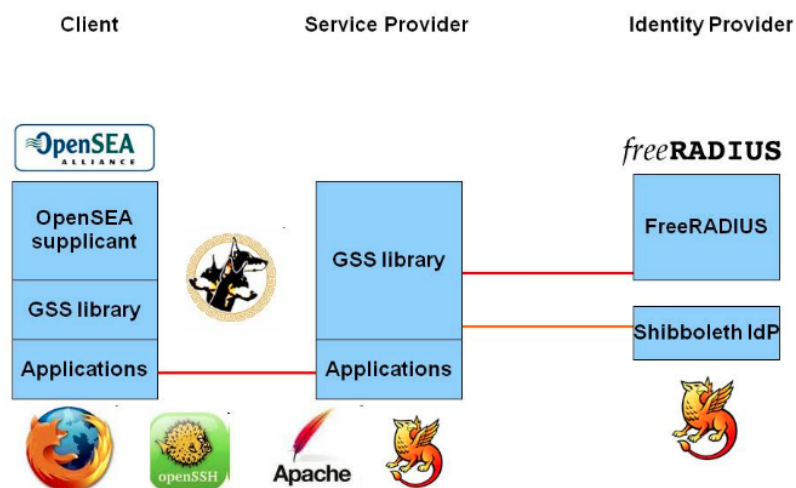 Client
Service Provider
Identity Provider
OpenSEA
ALLIANCE
freeRADIUS
OpenSEA
supplicant
GSS library
Applications
GSS library
Applications
FreeRADIUS
Shibboleth IdP
openSSH
Apache